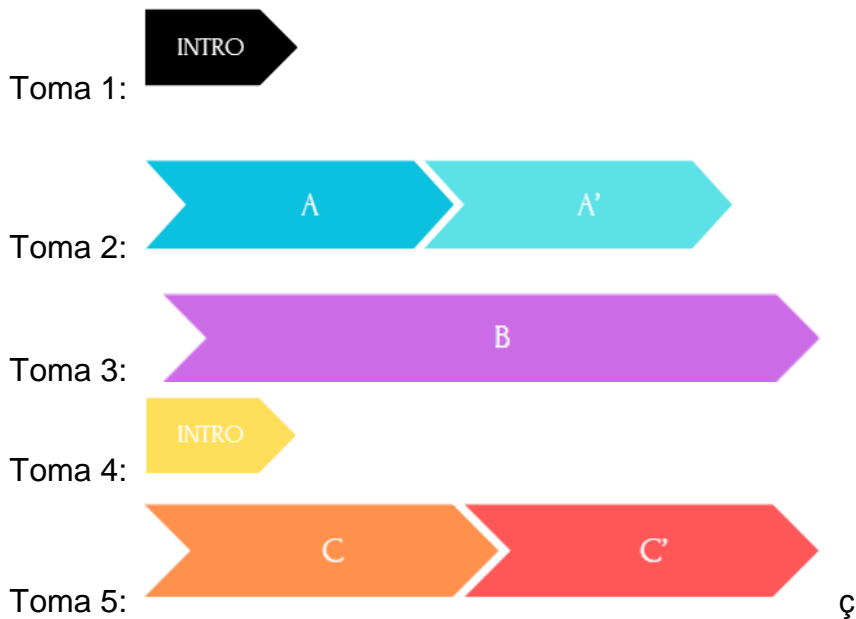 INTRO
Toma 1:
A A’
Toma 2:
B
Toma 3:
INTRO
Toma 4:
C C’
Toma 5: ç